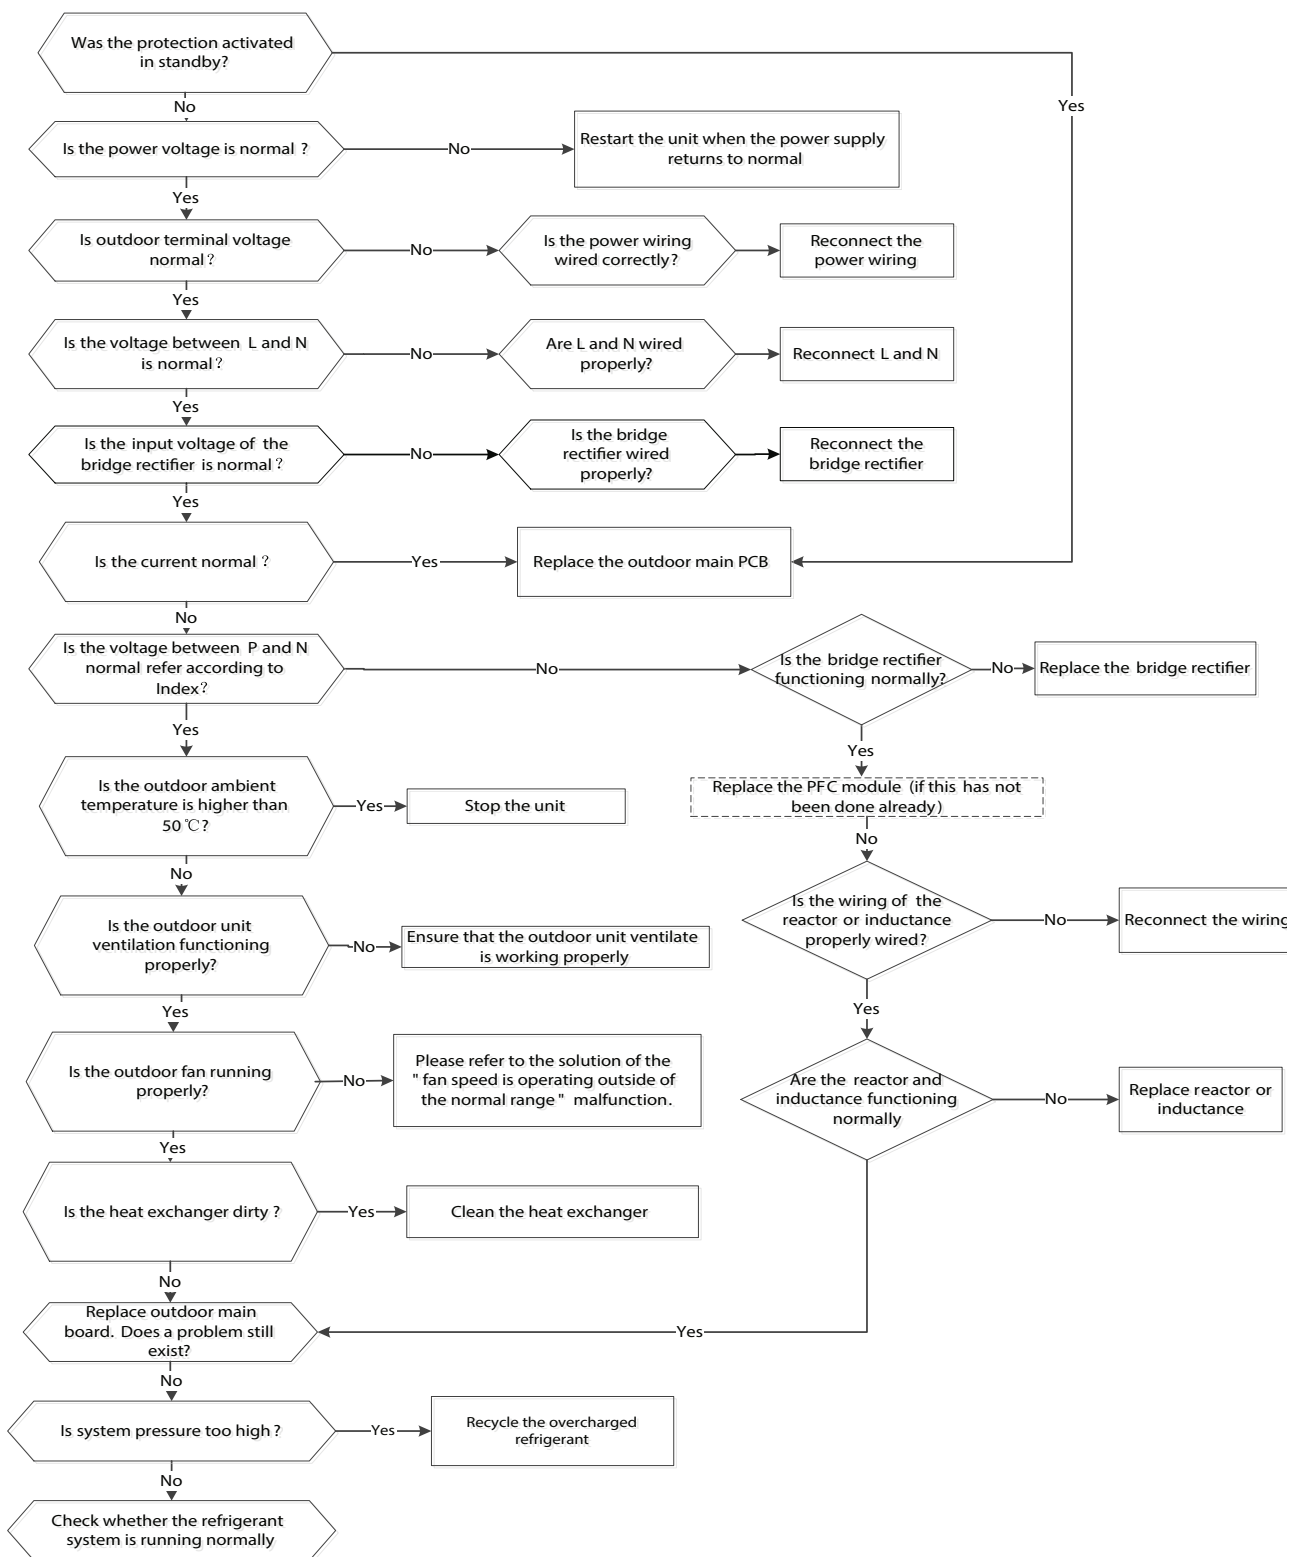 Was the protection activated
in standby?
Yes
No
Is the power voltage is normal ?
No
Restart the unit when the power supply
returns to normal
Yes
Is outdoor terminal voltage
normal ?
No
Is the power wiring
wired correctly?
Reconnect the
power wiring
Yes
Is the voltage between L and N
is normal ?
No
Are L and N wired
properly?
Reconnect L and N
Yes
Is the input voltage of the
bridge rectifier is normal ?
No
Is the bridge
rectifier wired
properly?
Reconnect the
bridge rectifier
Yes
Is the current normal ?
Yes
Replace the outdoor main PCB
No
Is the voltage between P and N
normal refer according to
Index?
No
Is the bridge rectifier
functioning normally?
No
Replace the bridge rectifier
Yes
Yes
Is the outdoor ambient
temperature is higher than
50 ℃?
Yes
Stop the unit
Replace the PFC module (if this has not
been done already)
No
No
Is the outdoor unit
ventilation functioning
properly?
No
Ensure that the outdoor unit ventilate
is working properly
Is the wiring of the
reactor or inductance
properly wired?
No
Reconnect the wiring
Yes
Yes
Is the outdoor fan running
properly?
No
Please refer to the solution of the
" fan speed is operating outside of
the normal range " malfunction.
Are the reactor and
inductance functioning
normally
No
Replace reactor or
inductance
Yes
Is the heat exchanger dirty ?
Yes
Clean the heat exchanger
No
Replace outdoor main
board. Does a problem still
exist?
Yes
No
Is system pressure too high ?
Yes
Recycle the overcharged
refrigerant
No
Check whether the refrigerant
system is running normally